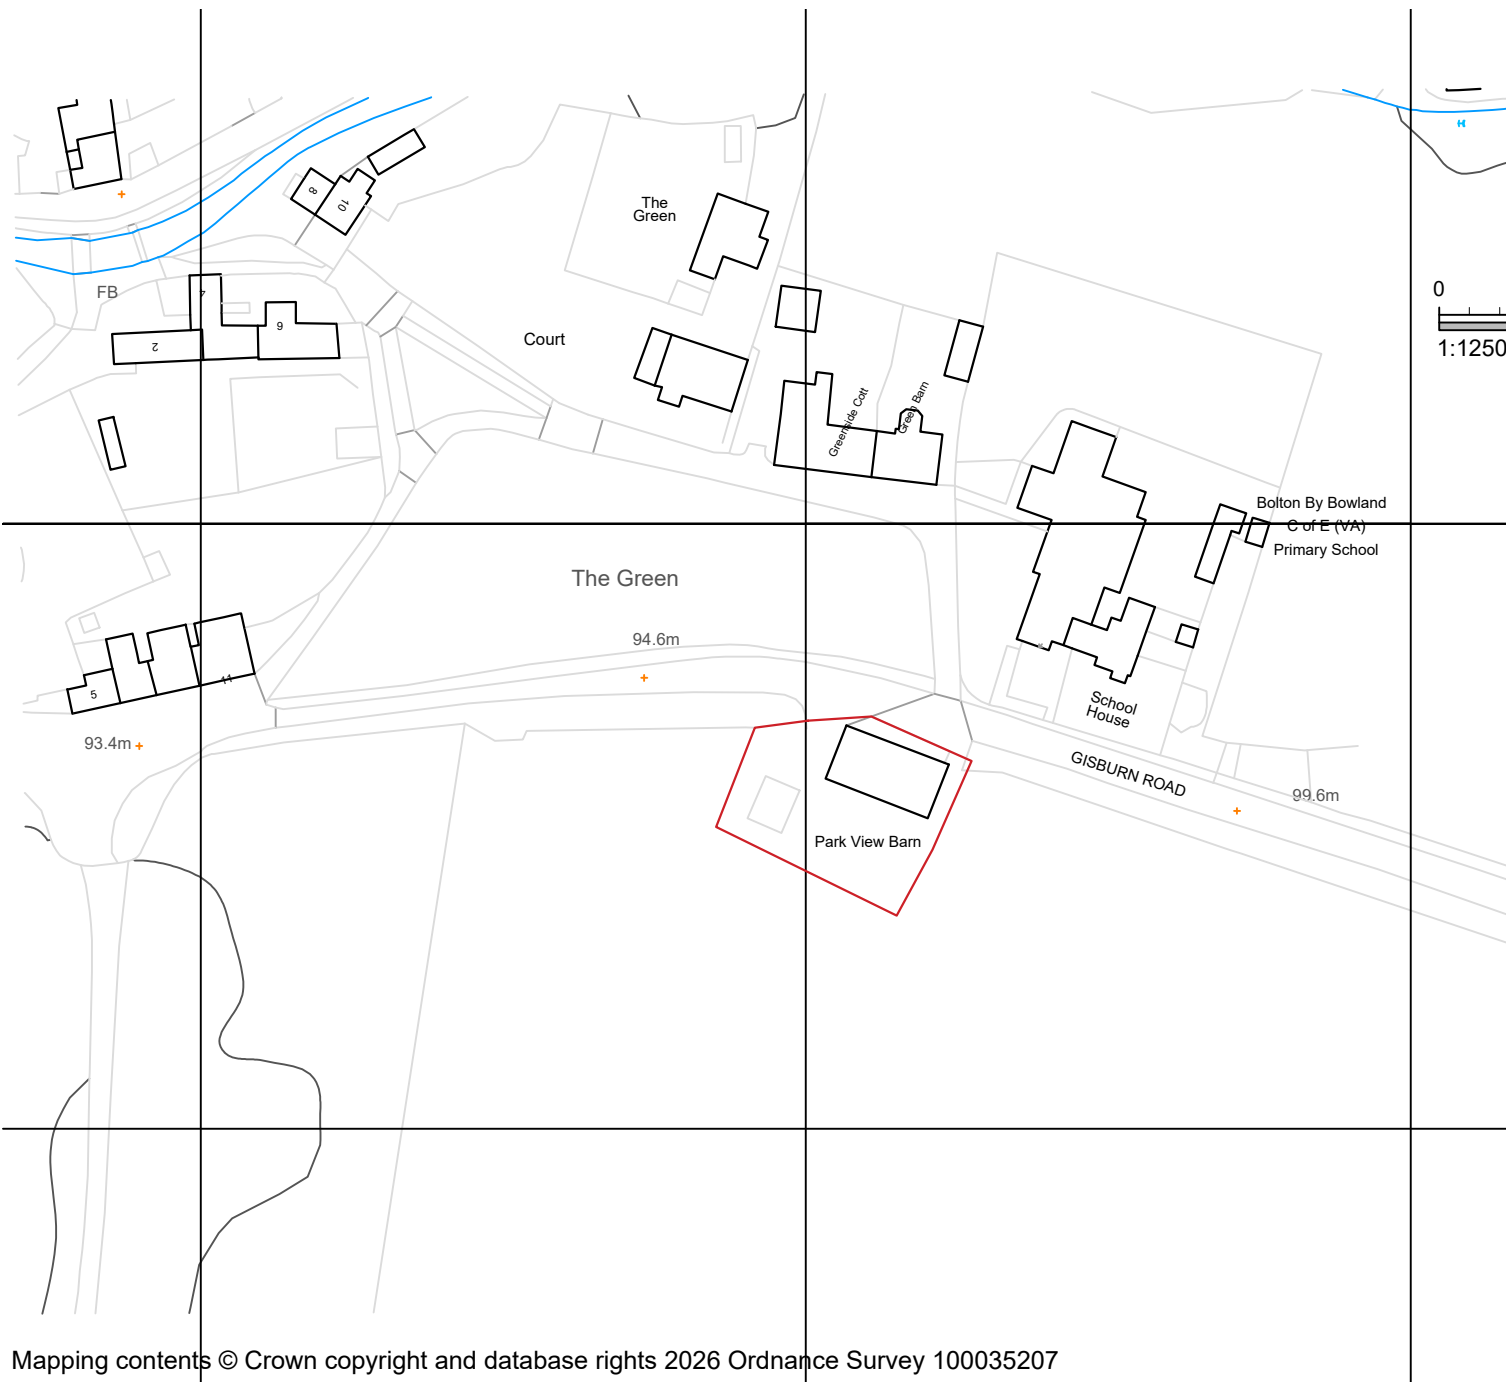 8
10
The
Green
FB
4
6
2
Court
0
1:1250
Greenside Cott
Green Barn
Bolton By Bowland
C of E (VA)
Primary School
The Green
94.6m
5
11
93.4m
School
House
GISBURN ROAD
99.6m
Park View Barn
Mapping contents © Crown copyright and database rights 2026 Ordnance Survey 100035207